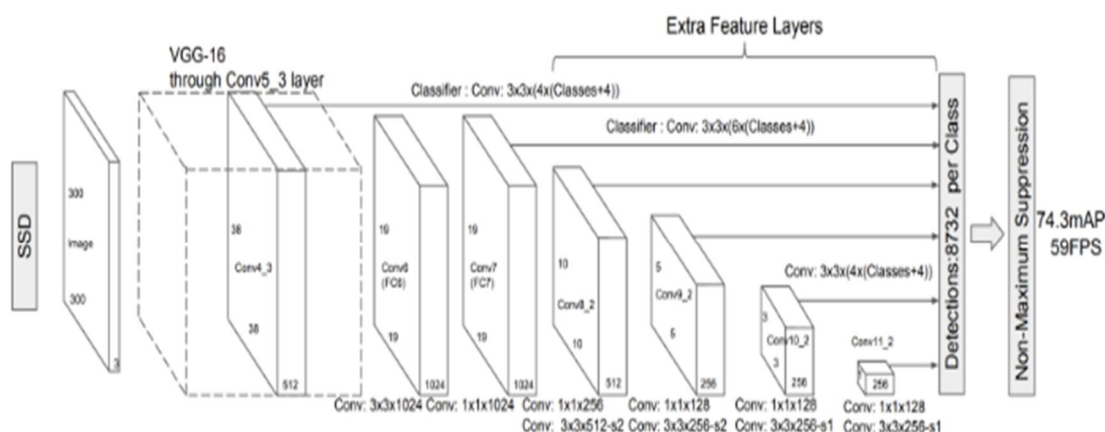 Extra Feature Layers
VGG-16
through Conv5_3 layer
Classifier : Conv: 3x3x(4x(Classes+4))
Classifier : Conv: 3x3x(6x(Classes+4))
SSD
300
Image
300
3
38
Conv4_3
38
512
19
Conv6
(FC6)
19
1024
19
Conv7
(FC7)
19
1024
10
Conv8_2
10
512
5
Conv9_2
5
256
Conv: 3x3x(4x(Classes+4))
3
Conv10_2
3
256
Conv11_2
1
256
Detections:8732 per Class
Non-Maximum Suppression
74.3mAP
59FPS
Conv: 3x3x1024 Conv: 1x1x1024 Conv: 1x1x256 Conv: 1x1x128 Conv: 1x1x128 Conv: 1x1x128
Conv: 3x3x512-s2 Conv: 3x3x256-s2 Conv: 3x3x256-s1 Conv: 3x3x256-s1